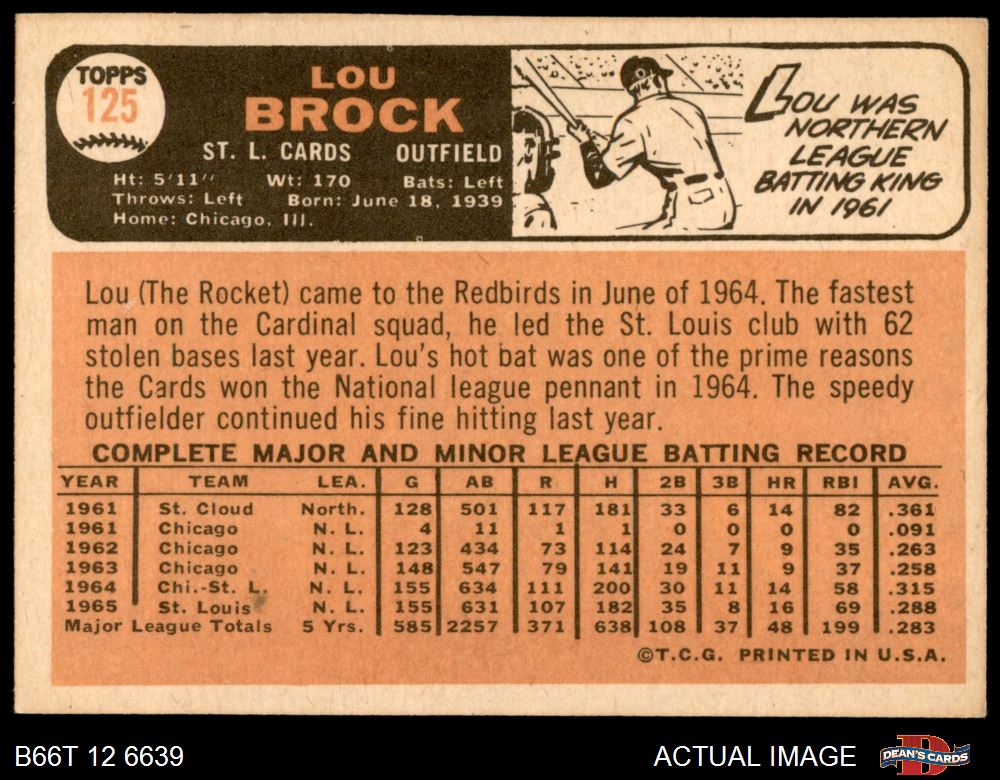 TOPPS
125
LOU
BROCK
ST. L. CARDS OUTFIELD
Ht: 5'11" Wt: 170 Bats: Left
Throws: Left Born: June 18, 1939
Home: Chicago, Ill.
LOU WAS
NORTHERN
LEAGUE
BATTING KING
IN 1961
Lou (The Rocket) came to the Redbirds in June of 1964. The fastest
man on the Cardinal squad, he led the St. Louis club with 62
stolen bases last year. Lou's hot bat was one of the prime reasons
the Cards won the National league pennant in 1964. The speedy
outfielder continued his fine hitting last year.
COMPLETE MAJOR AND MINOR LEAGUE BATTING RECORD
YEAR TEAM LEA. G AB R H 2B 3B HR RBI AVG.
1961 St. Cloud North. 128 501 117 181 33 6 14 82 .361
1961 Chicago N. L. 4 11 1 1 0 0 0 0 .091
1962 Chicago N. L. 123 434 73 114 24 7 9 35 .263
1963 Chicago N. L. 148 547 79 141 19 11 9 37 .258
1964 Chi.-St. L. N. L. 155 634 111 200 30 11 14 58 .315
1965 St. Louis N. L. 155 631 107 182 35 8 16 69 .288
Major League Totals 5 Yrs. 585 2257 371 638 108 37 48 199 .283
©T.C.G. PRINTED IN U.S.A.
B66T 12 6639 ACTUAL IMAGE
DEAN'S CARDS